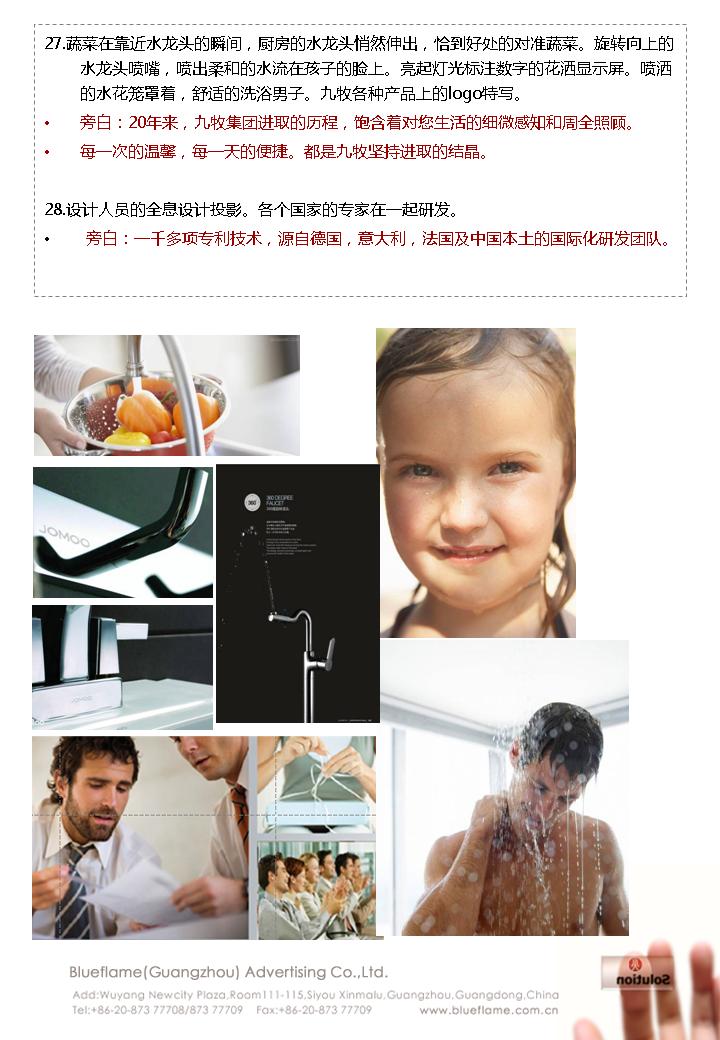 27.蔬菜在靠近水龙头的瞬间，厨房的水龙头悄然伸出，恰到好处的对准蔬菜。旋转向上的
水龙头喷嘴，喷出柔和的水流在孩子的脸上。亮起灯光标注数字的花洒显示屏。喷洒
的水花笼罩着，舒适的洗浴男子。九牧各种产品上的logo特写。
• 旁白：20年来，九牧集团进取的历程，饱含着对您生活的细微感知和周全照顾。
• 每一次的温馨，每一天的便捷。都是九牧坚持进取的结晶。
28.设计人员的全息设计投影。各个国家的专家在一起研发。
• 旁白：一千多项专利技术，源自德国，意大利，法国及中国本土的国际化研发团队。
JOMOO
360°
360 DEGREE
FAUCET
JOMOO
Blueflame(Guangzhou) Advertising Co.,Ltd.
Add:Wuyang Newcity Plaza,Room111-115,Siyou Xinmalu,Guangzhou,Guangdong,China
Tel:+86-20-873 77708/873 77709 Fax:+86-20-873 77709 www.blueflame.com.cn
Solution